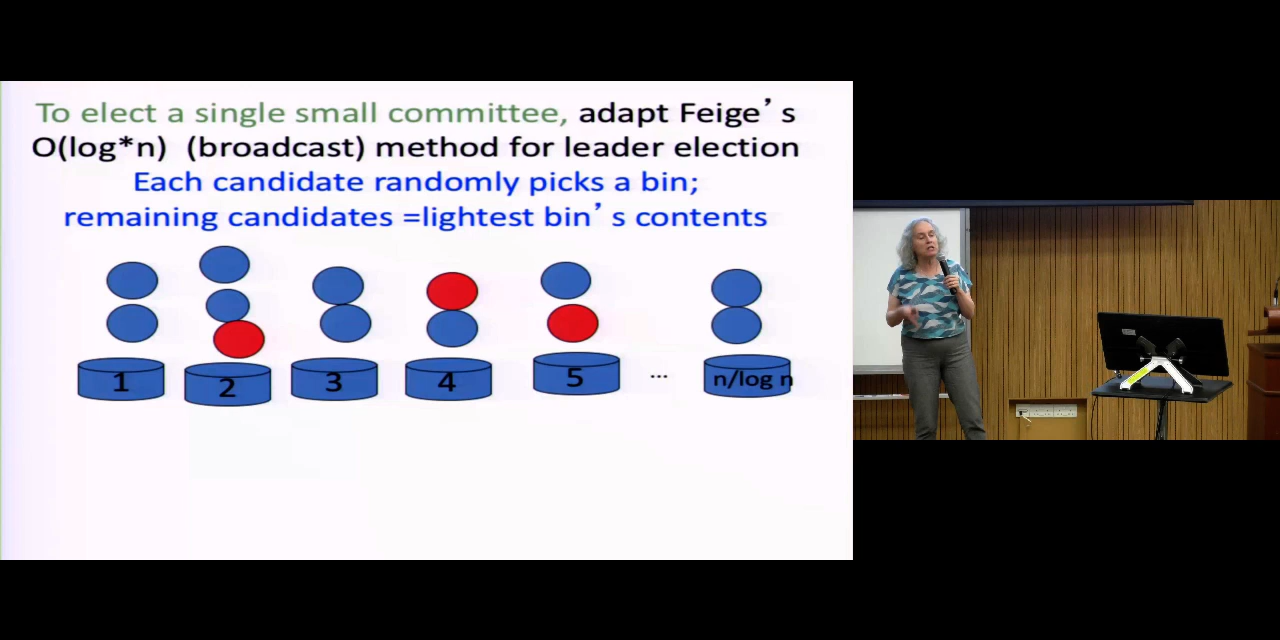 To elect a single small committee, adapt Feige's
O(log*n) (broadcast) method for leader election
Each candidate randomly picks a bin;
remaining candidates =lightest bin's contents
1 2 3 4 5 ... n/log n